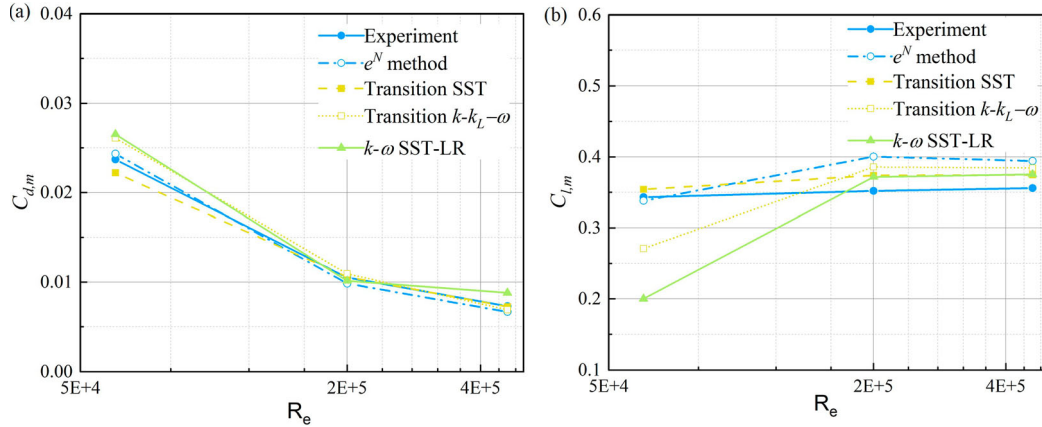 (a)
0.04
0.03
0.02
0.01
0.00
C_{d,m}
5E+4
2E+5
4E+5
R_e
Experiment
e^N method
Transition SST
Transition k-k_L-ω
k-ω SST-LR
(b)
0.6
0.5
0.4
0.3
0.2
0.1
C_{l,m}
5E+4
2E+5
4E+5
R_e
Experiment
e^N method
Transition SST
Transition k-k_L-ω
k-ω SST-LR